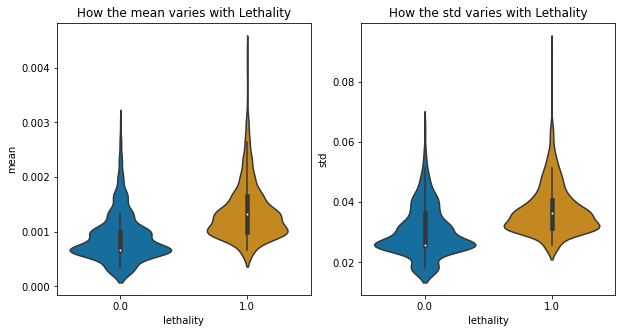 How the mean varies with Lethality
mean
0.004
0.003
0.002
0.001
0.000
0.0
1.0
lethality
How the std varies with Lethality
std
0.08
0.06
0.04
0.02
0.0
1.0
lethality